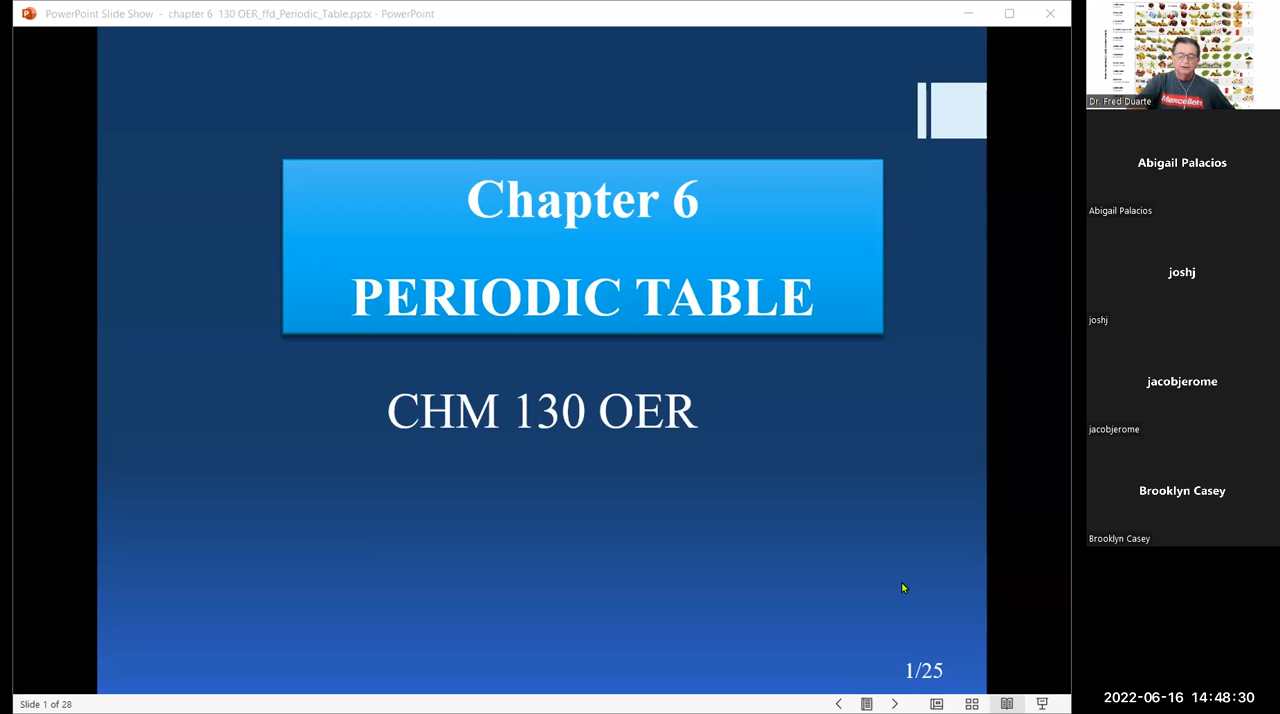 PowerPoint Slide Show - chapter 6 130 OER_ffd_Periodic_Table.pptx - PowerPoint
Chapter 6
PERIODIC TABLE
CHM 130 OER
1/25
Slide 1 of 28
Mexcellent
Dr. Fred Duarte
Abigail Palacios
Abigail Palacios
joshj
joshj
jacobjerome
jacobjerome
Brooklyn Casey
Brooklyn Casey
2022-06-16 14:48:30